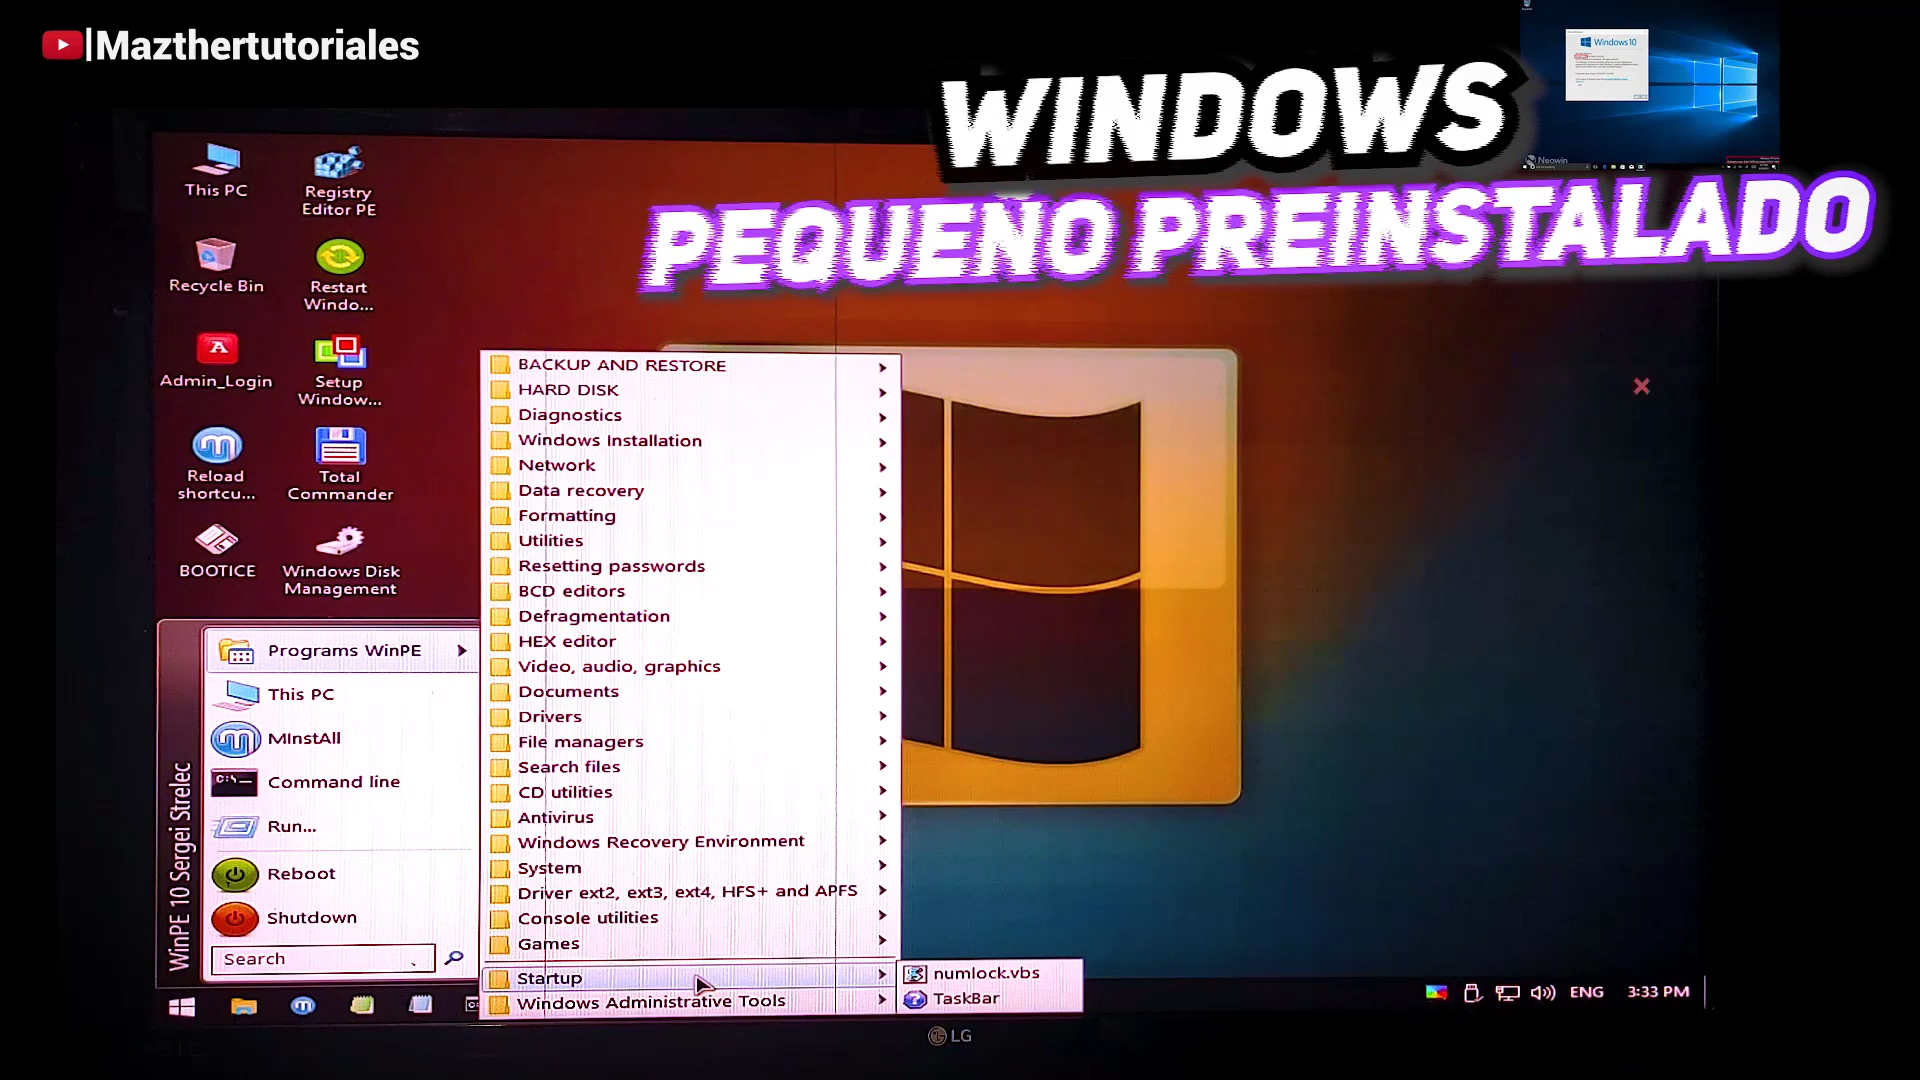 |Mazthertutoriales
WINDOWS
PEQUENO PREINSTALADO
Windows 10
Neowin
This PC
Registry
Editor PE
Recycle Bin
Restart
Windo...
Admin_Login
Setup
Window...
Reload
shortcu...
Total
Commander
BOOTICE
Windows Disk
Management
WinPE 10 Sergei Strelec
Programs WinPE
This PC
MInstAll
Command line
Run...
Reboot
Shutdown
Search
BACKUP AND RESTORE
HARD DISK
Diagnostics
Windows Installation
Network
Data recovery
Formatting
Utilities
Resetting passwords
BCD editors
Defragmentation
HEX editor
Video, audio, graphics
Documents
Drivers
File managers
Search files
CD utilities
Antivirus
Windows Recovery Environment
System
Driver ext2, ext3, ext4, HFS+ and APFS
Console utilities
Games
Startup
Windows Administrative Tools
numlock.vbs
TaskBar
ENG
3:33 PM
LG